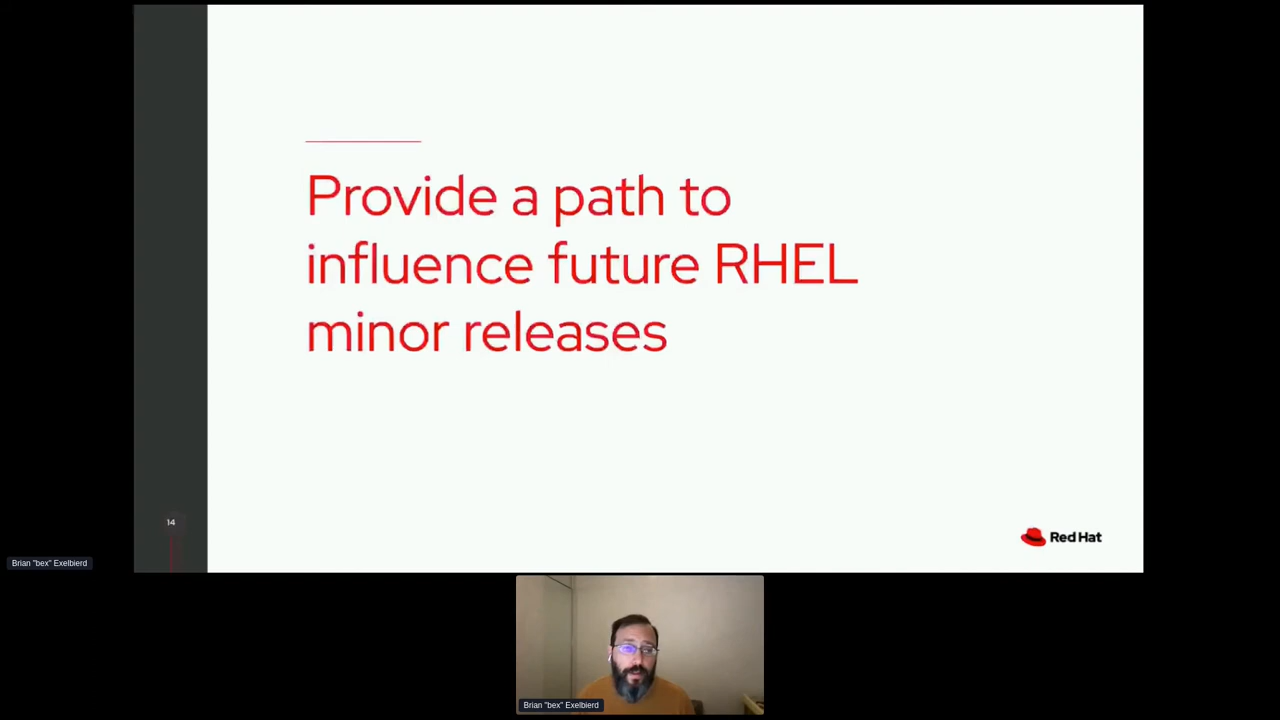 Provide a path to
influence future RHEL
minor releases
14
Red Hat
Brian "bex" Exelbierd
Brian "bex" Exelbierd